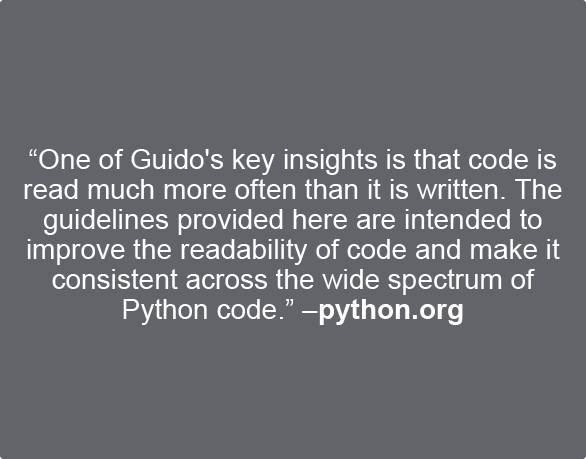 “One of Guido's key insights is that code is
read much more often than it is written. The
guidelines provided here are intended to
improve the readability of code and make it
consistent across the wide spectrum of
Python code.” –python.org